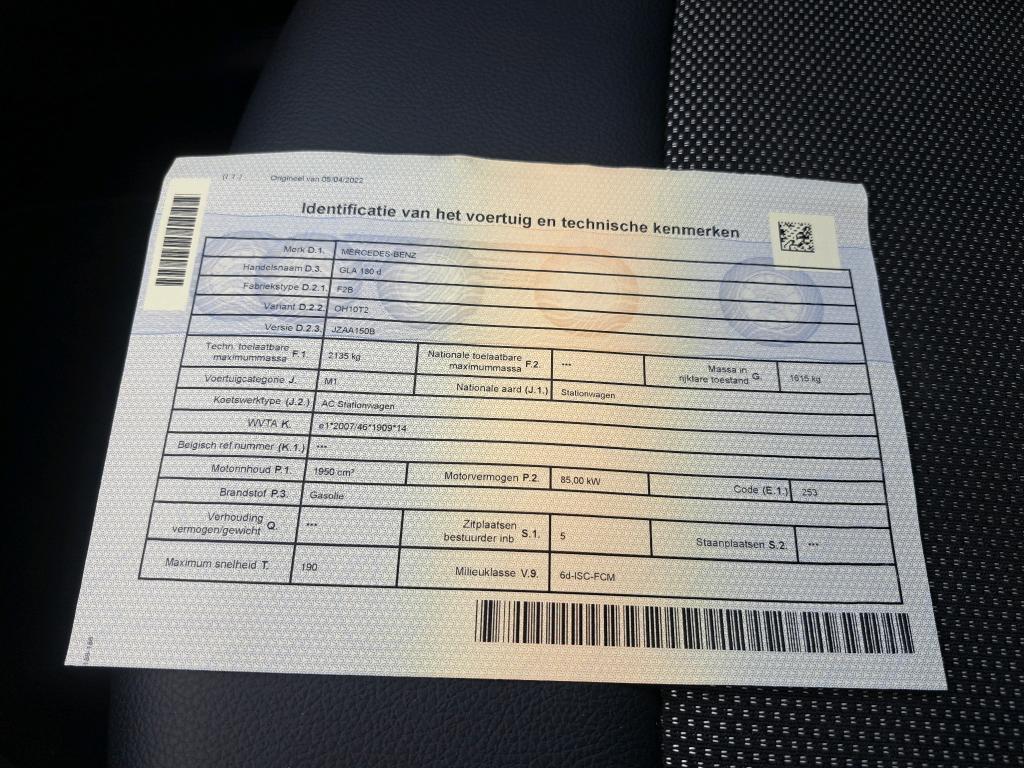 (1.1.)
Origineel van 05/04/2022
Identificatie van het voertuig en technische kenmerken
Merk D.1. MERCEDES-BENZ
Handelsnaam D.3. GLA 180 d
Fabriekstype D.2.1. F2B
Variant D.2.2. OH10T2
Versie D.2.3. JZAA150B
Techn. toelaatbare maximummassa F.1. 2135 kg Nationale toelaatbare maximummassa F.2. --- Massa in rijklare toestand G. 1615 kg
Voertuigcategorie J. M1 Nationale aard (J.1.) Stationwagen
Koetswerktype (J.2.) AC Stationwagen
WVTA K. e1*2007/46*1909*14
Belgisch ref.nummer (K.1.) ---
Motorinhoud P.1. 1950 cm³ Motorvermogen P.2. 85,00 kW Code (E.1.) 253
Brandstof P.3. Gasolie
Verhouding vermogen/gewicht Q. --- Zitplaatsen bestuurder inb S.1. 5 Staanplaatsen S.2. ---
Maximum snelheid T. 190 Milieuklasse V.9. 6d-ISC-FCM